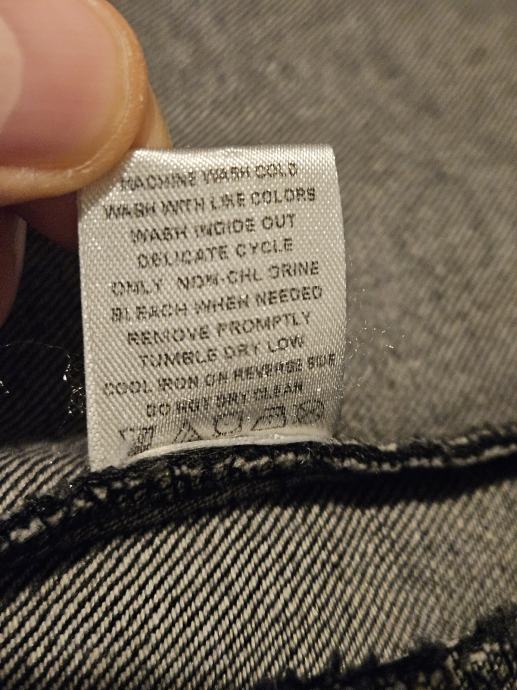 MACHINE WASH COLD
WASH WITH LIKE COLORS
WASH INSIDE OUT
DELICATE CYCLE
ONLY NON-CHLORINE
BLEACH WHEN NEEDED
REMOVE PROMPTLY
TUMBLE DRY LOW
COOL IRON ON REVERSE SIDE
DO NOT DRY CLEAN